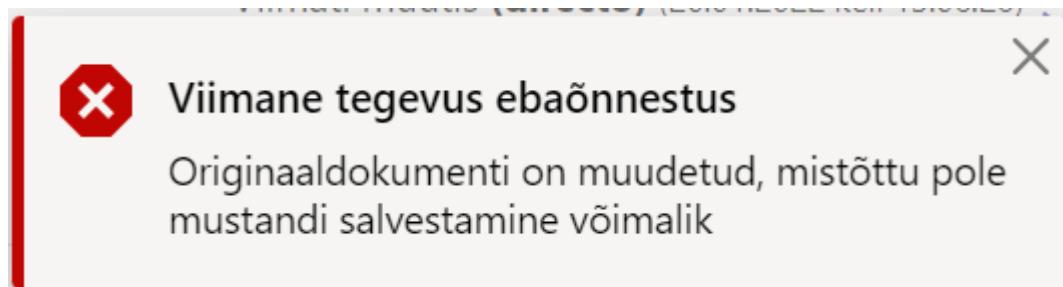 Viimane tegevus ebaõnnestus
Originaaldokumenti on muudetud, mistõttu pole
mustandi salvestamine võimalik